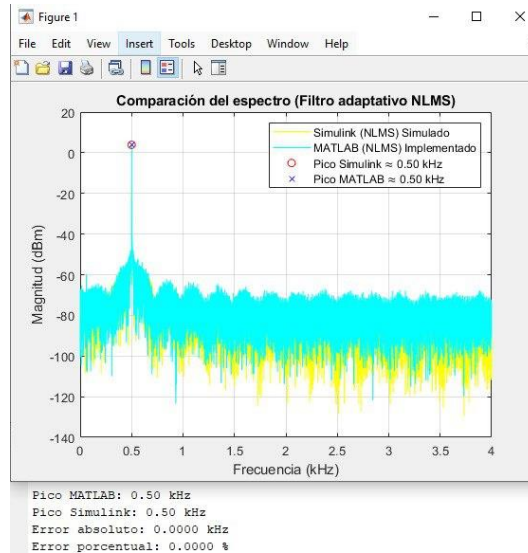 Figure 1
File Edit View Insert Tools Desktop Window Help
Comparación del espectro (Filtro adaptativo NLMS)
Simulink (NLMS) Simulado
MATLAB (NLMS) Implementado
Pico Simulink ≈ 0.50 kHz
Pico MATLAB ≈ 0.50 kHz
Magnitud (dBm)
20
0
-20
-40
-60
-80
-100
-120
-140
0 0.5 1 1.5 2 2.5 3 3.5 4
Frecuencia (kHz)
Pico MATLAB: 0.50 kHz
Pico Simulink: 0.50 kHz
Error absoluto: 0.0000 kHz
Error porcentual: 0.0000 %